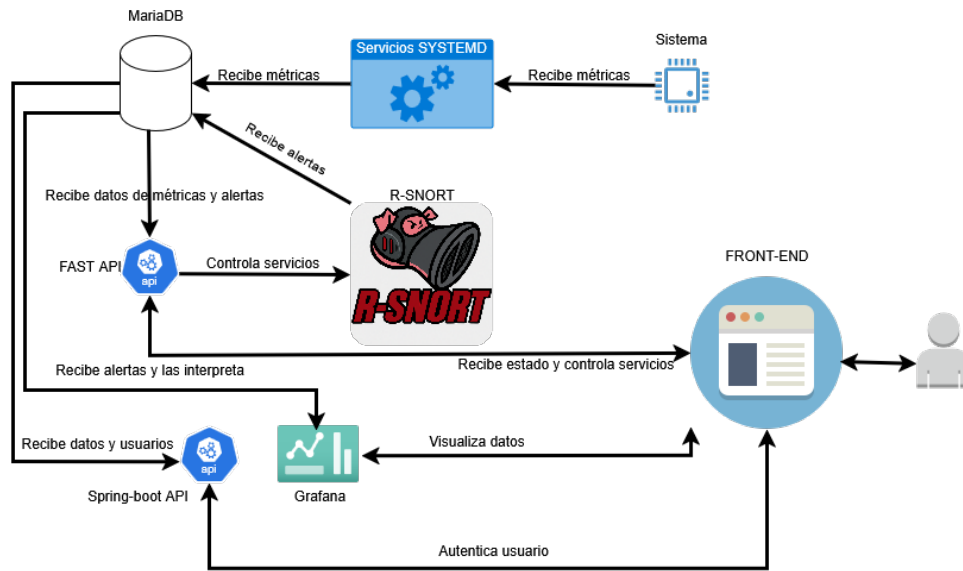 MariaDB
Servicios SYSTEMD
Sistema
Recibe métricas
Recibe métricas
Recibe alertas
R-SNORT
Recibe datos de métricas y alertas
FAST API
api
Controla servicios
R-SNORT
FRONT-END
Recibe estado y controla servicios
Recibe alertas y las interpreta
Recibe datos y usuarios
api
Visualiza datos
Spring-boot API
Grafana
Autentica usuario